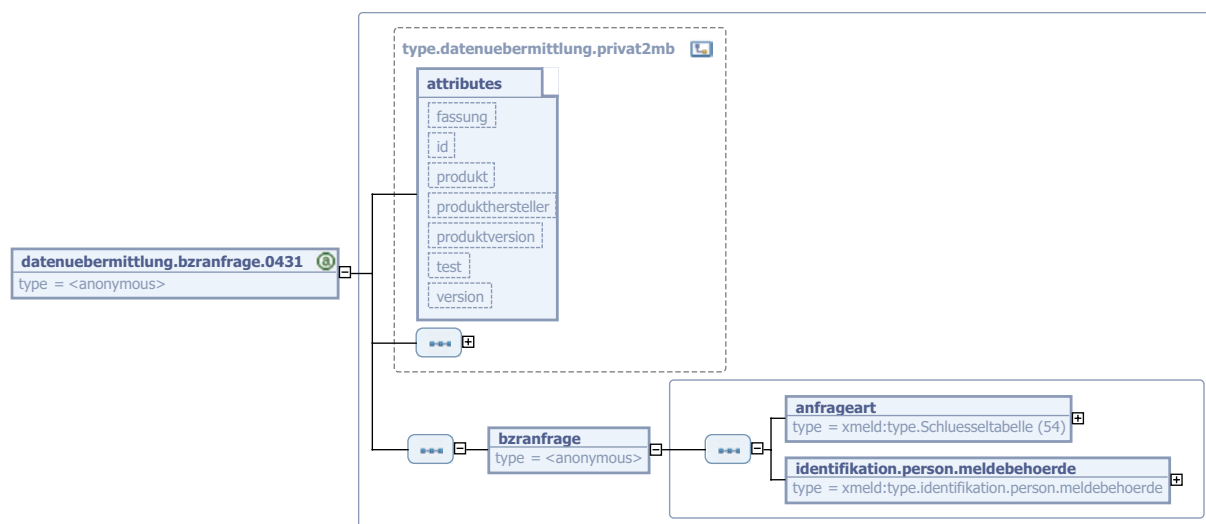 type.datenuebermittlung.privat2mb
attributes
fassung
id
produkt
produkthersteller
produktversion
test
version
datenuebermittlung.bzranfrage.0431
type = <anonymous>
bzranfrage
type = <anonymous>
anfrageart
type = xmeld:type.Schluesseltabelle (54)
identifikation.person.meldebehoerde
type = xmeld:type.identifikation.person.meldebehoerde